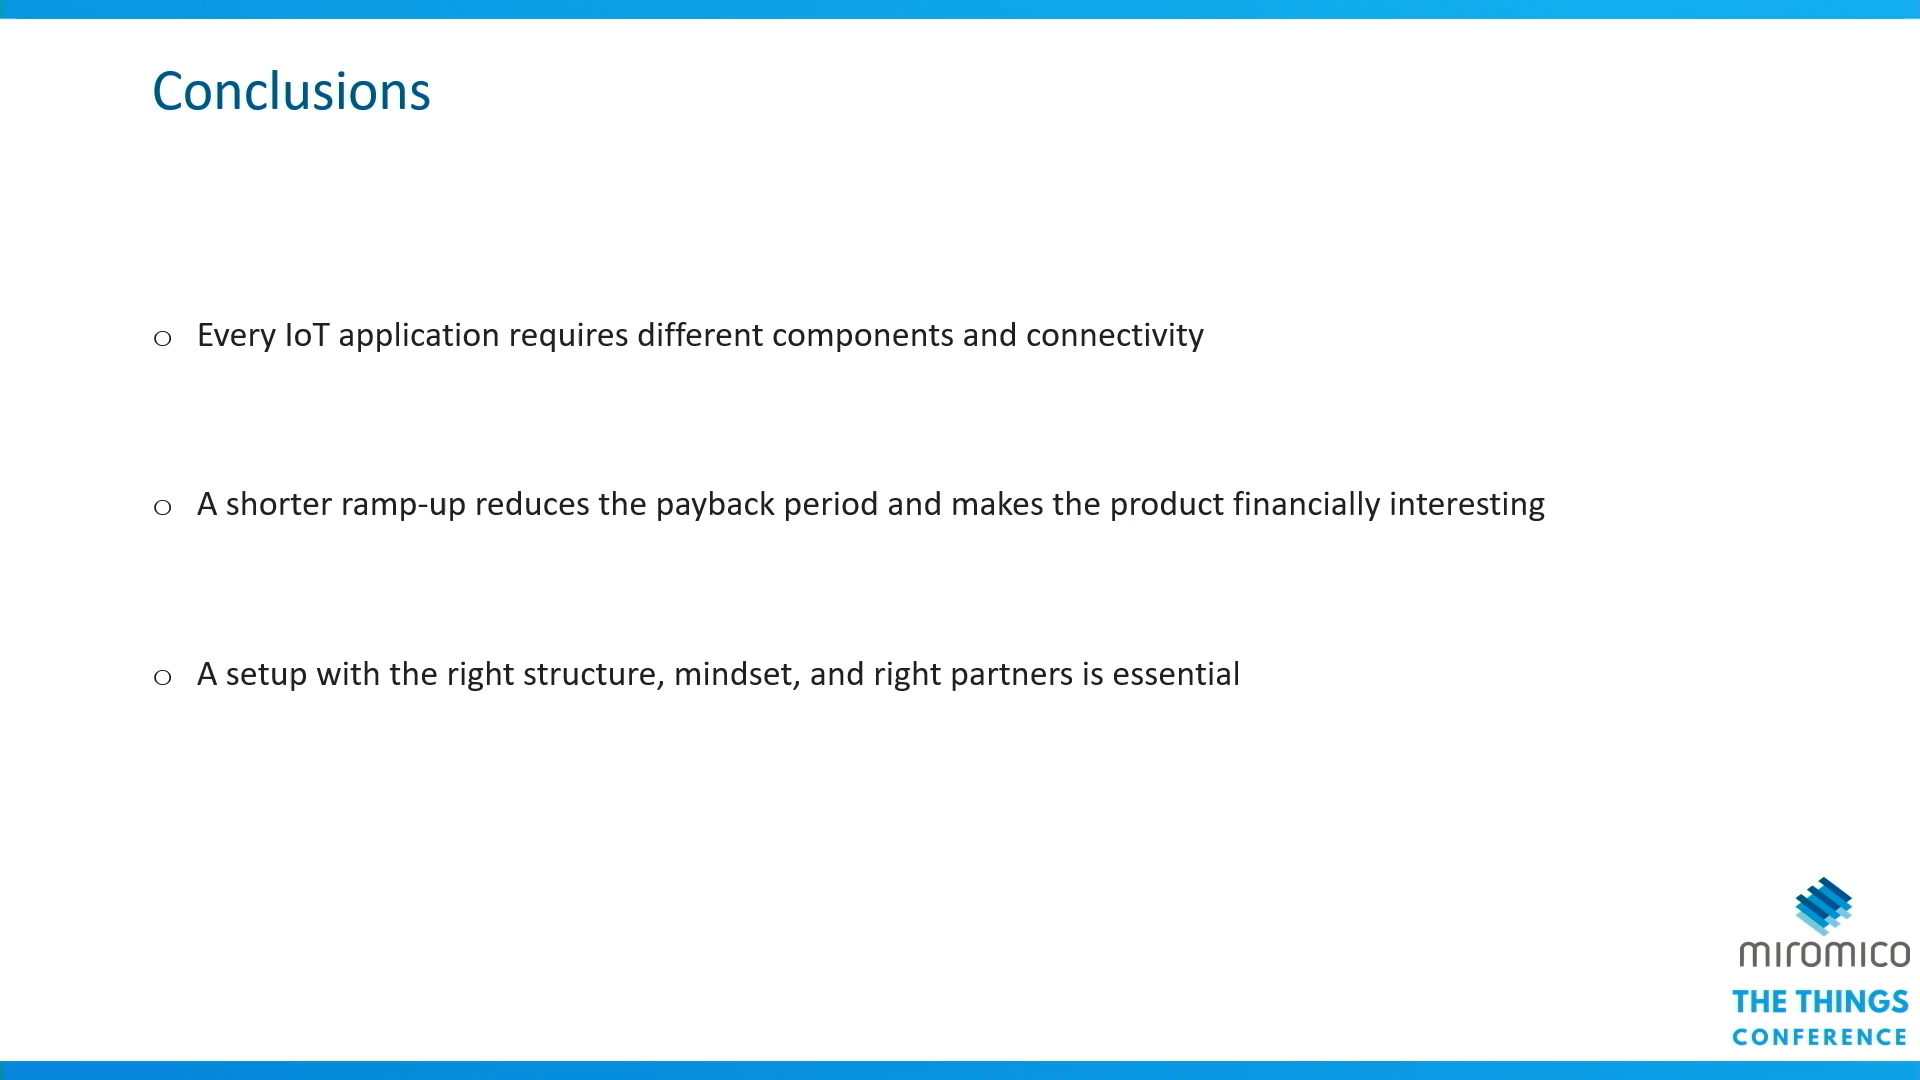 Conclusions
o Every IoT application requires different components and connectivity
o A shorter ramp-up reduces the payback period and makes the product financially interesting
o A setup with the right structure, mindset, and right partners is essential
miromico
THE THINGS
CONFERENCE